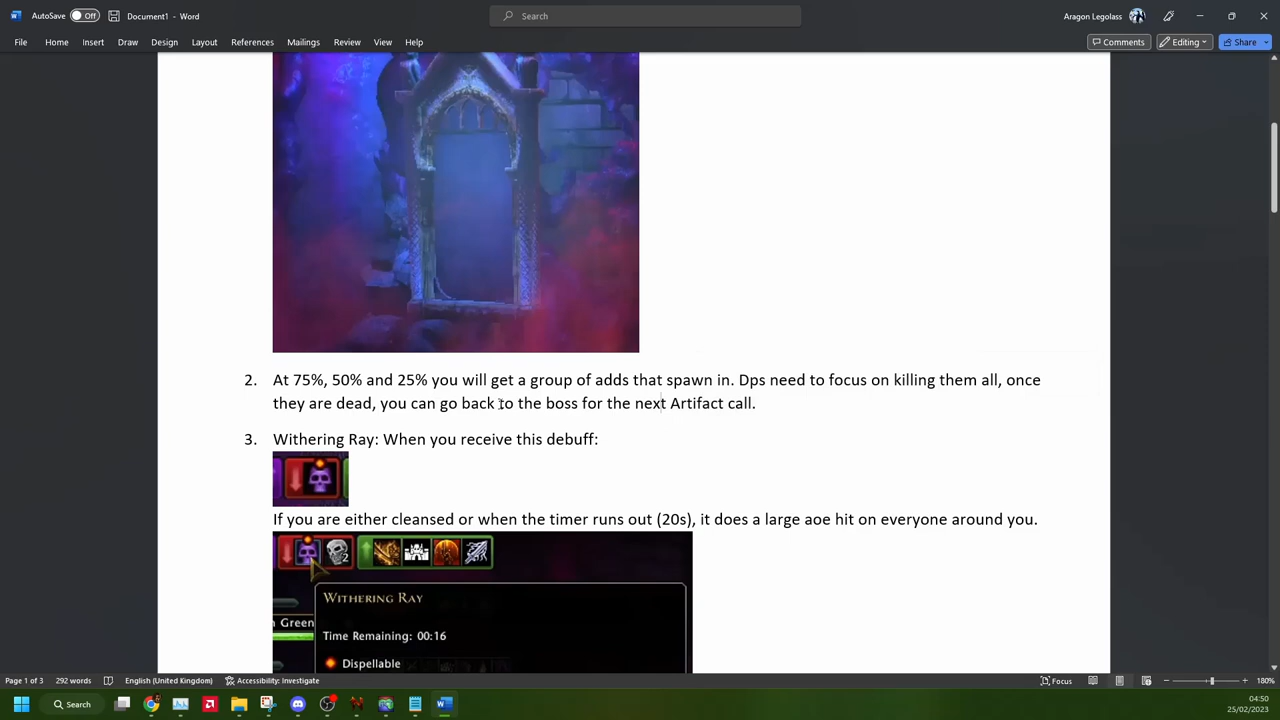 AutoSave Off Document1 - Word Search Aragon Legolass
File Home Insert Draw Design Layout References Mailings Review View Help Comments Editing Share
2. At 75%, 50% and 25% you will get a group of adds that spawn in. Dps need to focus on killing them all, once
they are dead, you can go back to the boss for the next Artifact call.
3. Withering Ray: When you receive this debuff:
If you are either cleansed or when the timer runs out (20s), it does a large aoe hit on everyone around you.
2
WITHERING RAY
n Green
Time Remaining: 00:16
Dispellable
Page 1 of 3 292 words English (United Kingdom) Accessibility: Investigate Focus 180%
Search
04:50
25/02/2023